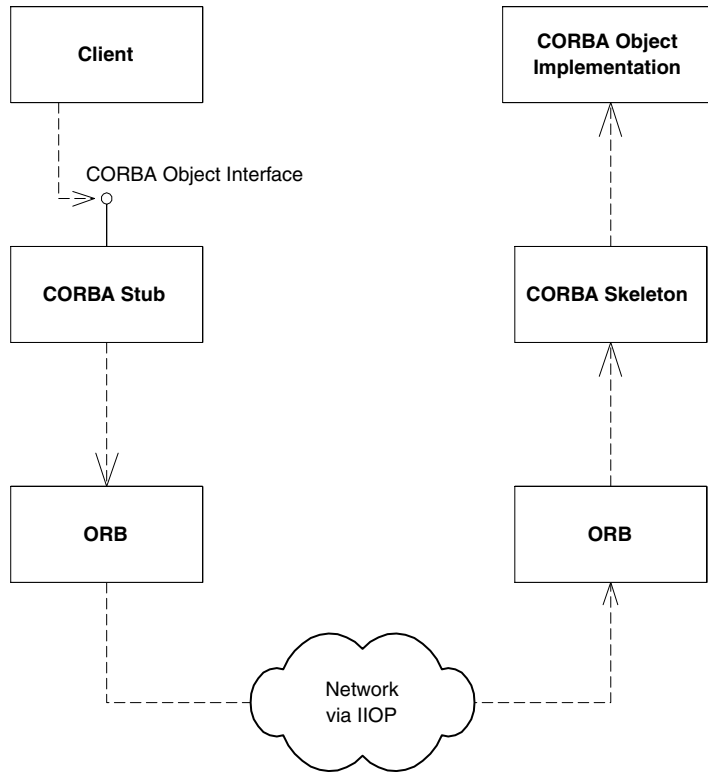 Client
CORBA Object
Implementation
CORBA Object Interface
CORBA Stub
CORBA Skeleton
ORB
ORB
Network
via IIOP